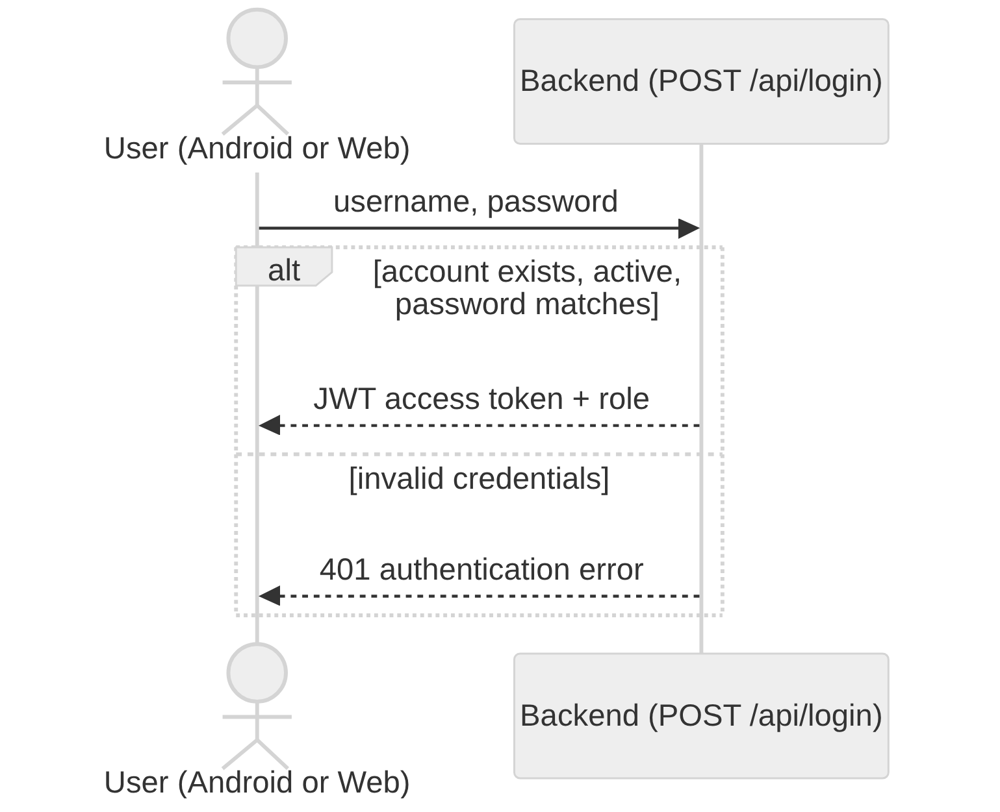 User (Android or Web)
Backend (POST /api/login)
username, password
alt
[account exists, active,
password matches]
JWT access token + role
[invalid credentials]
401 authentication error
User (Android or Web)
Backend (POST /api/login)